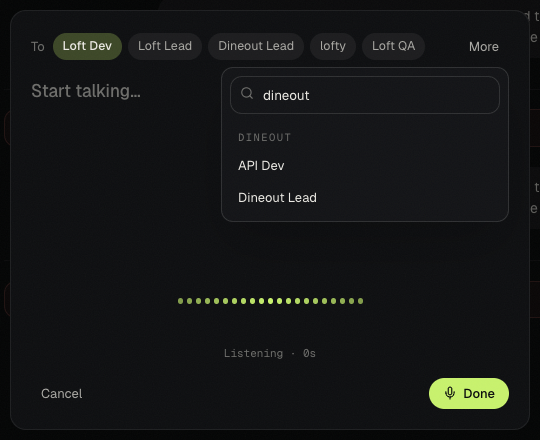 To Loft Dev Loft Lead Dineout Lead lofty Loft QA More
Start talking...
dineout
DINEOUT
API Dev
Dineout Lead
Listening · 0s
Cancel Done